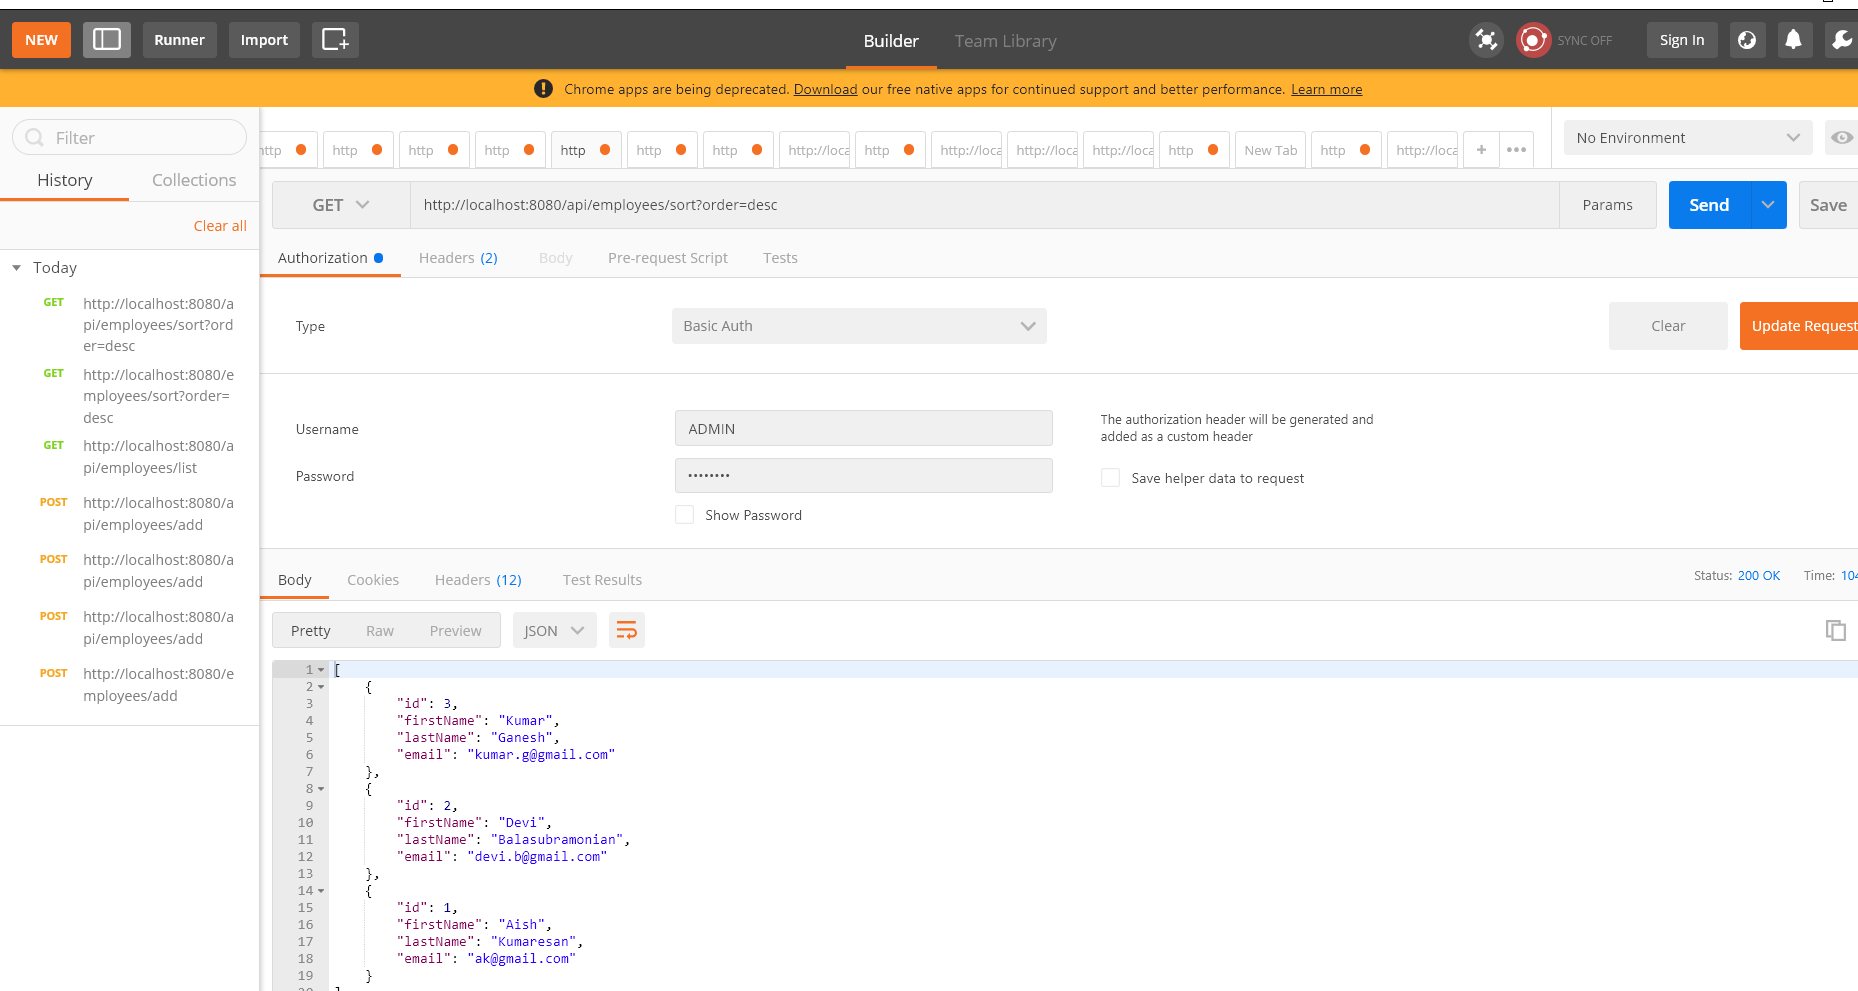 NEW Runner Import Builder Team Library SYNC OFF Sign In
Chrome apps are being deprecated. Download our free native apps for continued support and better performance. Learn more
Filter
http http http http http http http http://loca http http://loca http://loca http://loca http New Tab http http://loca + ••• No Environment
History Collections
Clear all
Today
GET http://localhost:8080/a
pi/employees/sort?ord
er=desc
GET http://localhost:8080/e
mployees/sort?order=
desc
GET http://localhost:8080/a
pi/employees/list
POST http://localhost:8080/a
pi/employees/add
POST http://localhost:8080/a
pi/employees/add
POST http://localhost:8080/a
pi/employees/add
POST http://localhost:8080/e
mployees/add
GET http://localhost:8080/api/employees/sort?order=desc Params Send Save
Authorization Headers (2) Body Pre-request Script Tests
Type Basic Auth Clear Update Request
Username ADMIN
The authorization header will be generated and
added as a custom header
Password ••••••••
Save helper data to request
Show Password
Body Cookies Headers (12) Test Results Status: 200 OK Time: 104
Pretty Raw Preview JSON
1 [
2 {
3 "id": 3,
4 "firstName": "Kumar",
5 "lastName": "Ganesh",
6 "email": "kumar.g@gmail.com"
7 },
8 {
9 "id": 2,
10 "firstName": "Devi",
11 "lastName": "Balasubramonian",
12 "email": "devi.b@gmail.com"
13 },
14 {
15 "id": 1,
16 "firstName": "Aish",
17 "lastName": "Kumaresan",
18 "email": "ak@gmail.com"
19 }